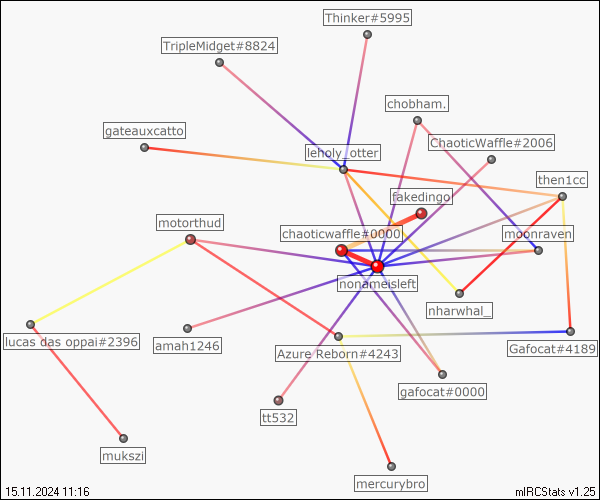 Thinker#5995
TripleMidget#8824
chobham.
gateauxcatto
ChaoticWaffle#2006
leholy_otter
then1cc
fakedingo
motorthud
chaoticwaffle#0000
moonraven
nonameisleft
nharwhal_
lucas das oppai#2396
amah1246
Azure Reborn#4243
Gafocat#4189
gafocat#0000
tt532
mukszi
mercurybro
15.11.2024 11:16
mIRCStats v1.25